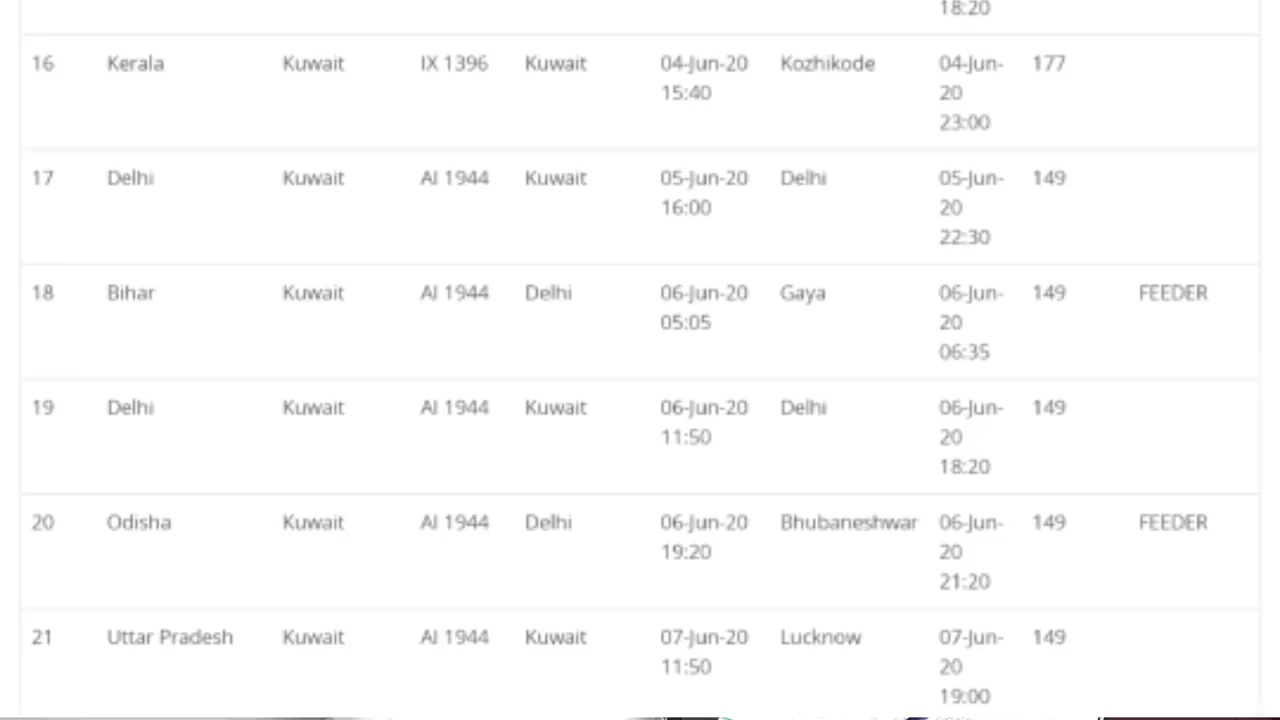 18:20
16 Kerala Kuwait IX 1396 Kuwait 04-Jun-20 Kozhikode 04-Jun- 177
15:40 20
23:00
17 Delhi Kuwait AI 1944 Kuwait 05-Jun-20 Delhi 05-Jun- 149
16:00 20
22:30
18 Bihar Kuwait AI 1944 Delhi 06-Jun-20 Gaya 06-Jun- 149 FEEDER
05:05 20
06:35
19 Delhi Kuwait AI 1944 Kuwait 06-Jun-20 Delhi 06-Jun- 149
11:50 20
18:20
20 Odisha Kuwait AI 1944 Delhi 06-Jun-20 Bhubaneshwar 06-Jun- 149 FEEDER
19:20 20
21:20
21 Uttar Pradesh Kuwait AI 1944 Kuwait 07-Jun-20 Lucknow 07-Jun- 149
11:50 20
19:00